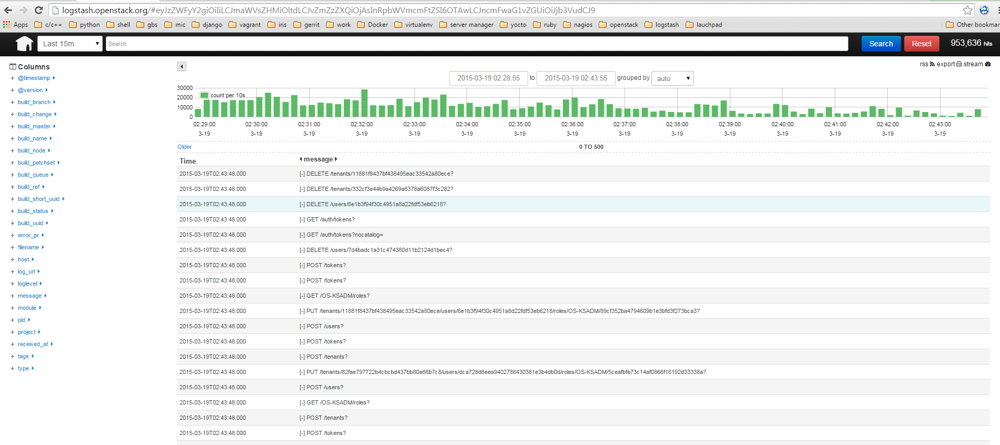 logstash.openstack.org/#eyJzZWFyY2giOiIiLCJmaWVsZHMiOltdLCJvZmZzZXQiOjAsInRpbWVmcmFtZSI6OTAwLCJncmFwaG1vZGUiOiJjb3VudCJ9
Apps c/c++ python shell gbs mic django vagrant iris gerrit work Docker virtualenv server manager yocto ruby nagios openstack logstash lauchpad Other bookmar
Last 15m Search Search Reset 953,636 hits
Columns
@timestamp
@version
build_branch
build_change
build_master
build_name
build_node
build_patchset
build_queue
build_ref
build_short_uuid
build_status
build_uuid
error_pr
filename
host
log_url
loglevel
message
module
pid
project
received_at
tags
type
rss export stream
2015-03-19 02:28:55 to 2015-03-19 02:43:55 grouped by auto
30000
20000
10000
0
count per 10s
02:29:00 02:30:00 02:31:00 02:32:00 02:33:00 02:34:00 02:35:00 02:36:00 02:37:00 02:38:00 02:39:00 02:40:00 02:41:00 02:42:00 02:43:00
3-19 3-19 3-19 3-19 3-19 3-19 3-19 3-19 3-19 3-19 3-19 3-19 3-19 3-19 3-19
Older 0 TO 500
Time message
2015-03-19T02:43:48.000 [-] DELETE /tenants/11881f8437bf438495eac33542a80ece?
2015-03-19T02:43:48.000 [-] DELETE /tenants/332cf3e44b9a4269a6378a6087f3c282?
2015-03-19T02:43:48.000 [-] DELETE /users/6e1b3f94f30c4951a8d22fdf53eb6218?
2015-03-19T02:43:48.000 [-] GET /auth/tokens?
2015-03-19T02:43:48.000 [-] GET /auth/tokens?nocatalog=
2015-03-19T02:43:48.000 [-] DELETE /users/7d4badc1a31c474380d11b2124d1bec4?
2015-03-19T02:43:48.000 [-] POST /tokens?
2015-03-19T02:43:48.000 [-] POST /tokens?
2015-03-19T02:43:48.000 [-] GET /OS-KSADM/roles?
2015-03-19T02:43:48.000 [-] PUT /tenants/11881f8437bf438495eac33542a80ece/users/6e1b3f94f30c4951a8d22fdf53eb6218/roles/OS-KSADM/89cf352ba4794609b1e3bfd3f273bca3?
2015-03-19T02:43:48.000 [-] POST /users?
2015-03-19T02:43:48.000 [-] POST /tokens?
2015-03-19T02:43:48.000 [-] POST /tenants?
2015-03-19T02:43:48.000 [-] PUT /tenants/82fae797722b4cbcbd437bb80a66b7c8/users/dca728d6eea9402788430381e3b4db0d/roles/OS-KSADM/5ceafbfe73c14af0866f16192d33338a?
2015-03-19T02:43:48.000 [-] POST /users?
2015-03-19T02:43:48.000 [-] GET /OS-KSADM/roles?
2015-03-19T02:43:48.000 [-] POST /tenants?
2015-03-19T02:43:48.000 [-] POST /tokens?